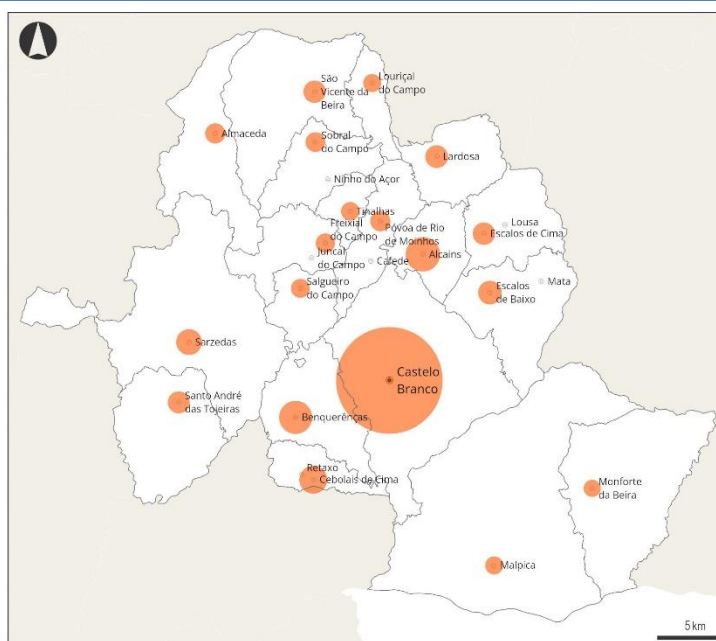 São
Vicente da
Beira
Louriçal
do Campo
Almaceda
Sobral
do Campo
Lardosa
Ninho do Açor
Tinalhas
Lousa
Freixial
do Campo
Póvoa de Rio
de Moinhos
Escalos de Cima
Juncal
do Campo
Cafede
Alcains
Salgueiro
do Campo
Escalos
de Baixo
Mata
Sarzedas
Castelo
Branco
Santo André
das Tojeiras
Benquerênças
Retaxo
Cebolais de Cima
Monforte
da Beira
Malpica
5 km